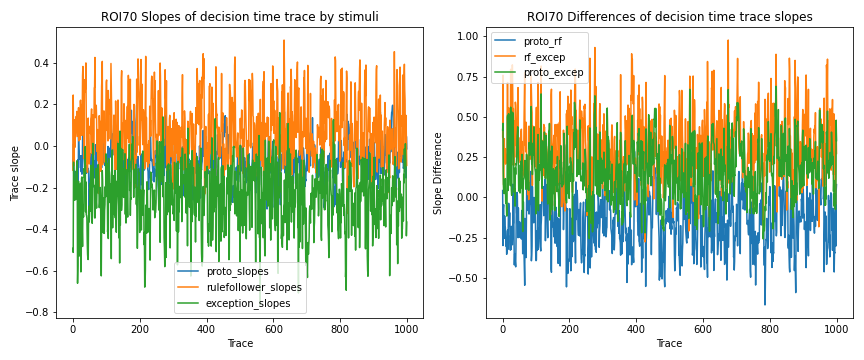 ROI70 Slopes of decision time trace by stimuli
Trace slope
0.4
0.2
0.0
−0.2
−0.4
−0.6
−0.8
proto_slopes
rulefollower_slopes
exception_slopes
0 200 400 600 800 1000
Trace
ROI70 Differences of decision time trace slopes
Slope Difference
1.00
0.75
0.50
0.25
0.00
−0.25
−0.50
proto_rf
rf_excep
proto_excep
0 200 400 600 800 1000
Trace